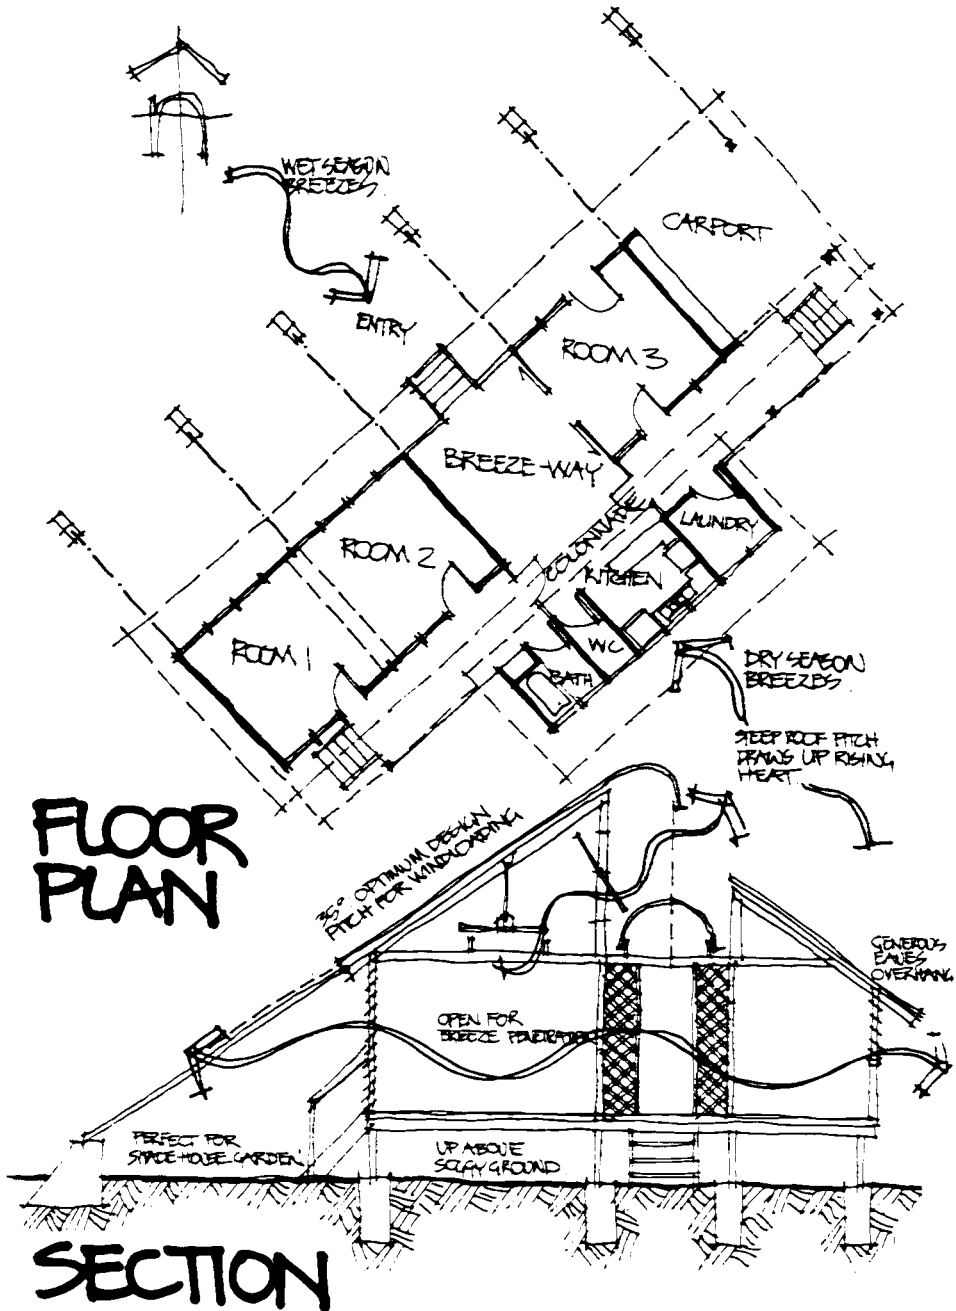 WET SEASON
BREEZES
CARPORT
ENTRY
ROOM 3
BREEZE-WAY
COLONNADE
LAUNDRY
ROOM 2
KITCHEN
ROOM 1
WC
BATH
DRY SEASON
BREEZES
STEEP ROOF PITCH
DRAWS UP RISING
HEAT
FLOOR
PLAN
35° OPTIMUM DESIGN
PITCH FOR WINDLOADING
GENEROUS
EAVES
OVERHANG
OPEN FOR
BREEZE PENETRATION
PERFECT FOR
SHADE-HOUSE GARDEN
UP ABOVE
SOGGY GROUND
SECTION